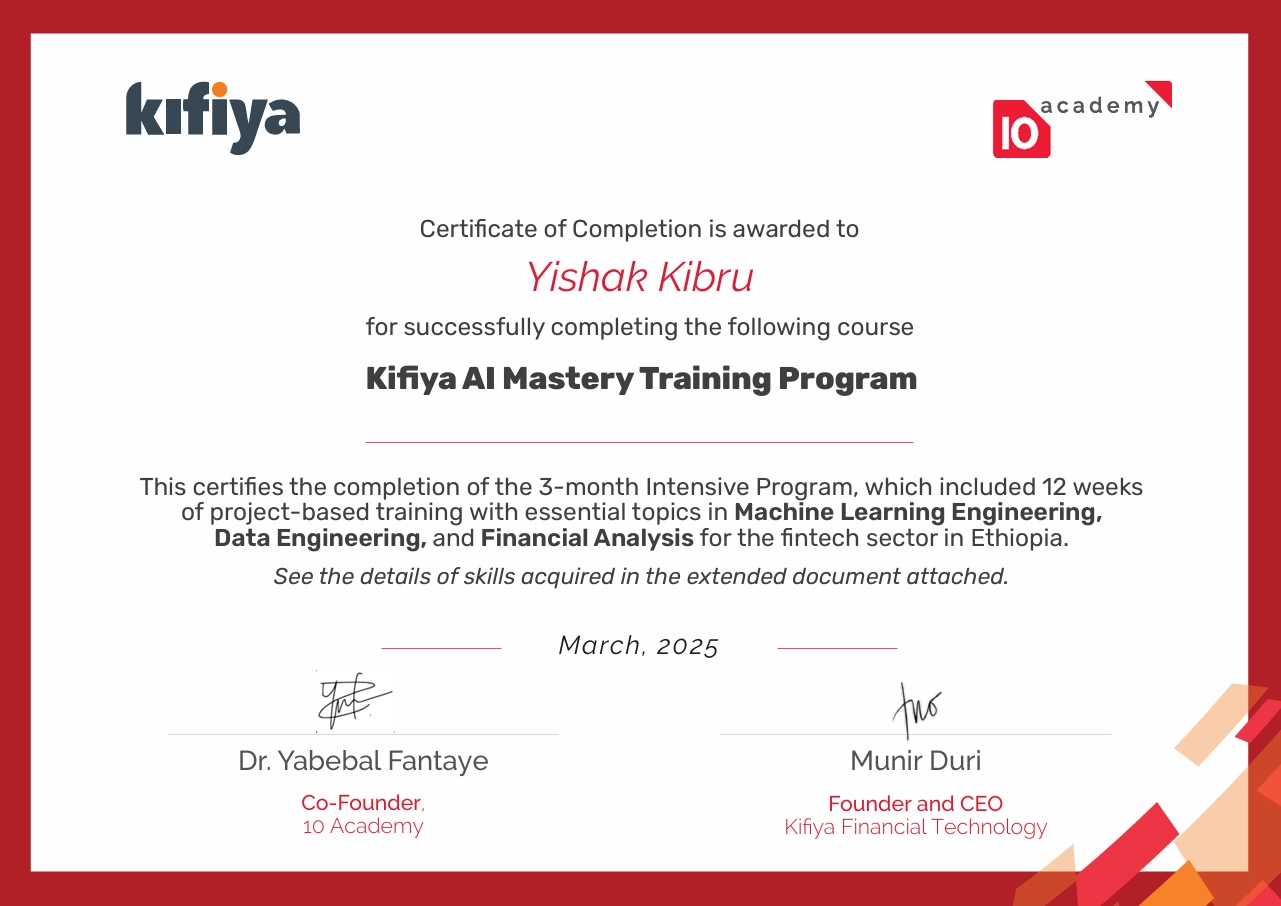 kifiya
10 academy
Certificate of Completion is awarded to
Yishak Kibru
for successfully completing the following course
Kifiya AI Mastery Training Program
This certifies the completion of the 3-month Intensive Program, which included 12 weeks
of project-based training with essential topics in Machine Learning Engineering,
Data Engineering, and Financial Analysis for the fintech sector in Ethiopia.
See the details of skills acquired in the extended document attached.
March, 2025
Dr. Yabebal Fantaye
Co-Founder,
10 Academy
Munir Duri
Founder and CEO
Kifiya Financial Technology